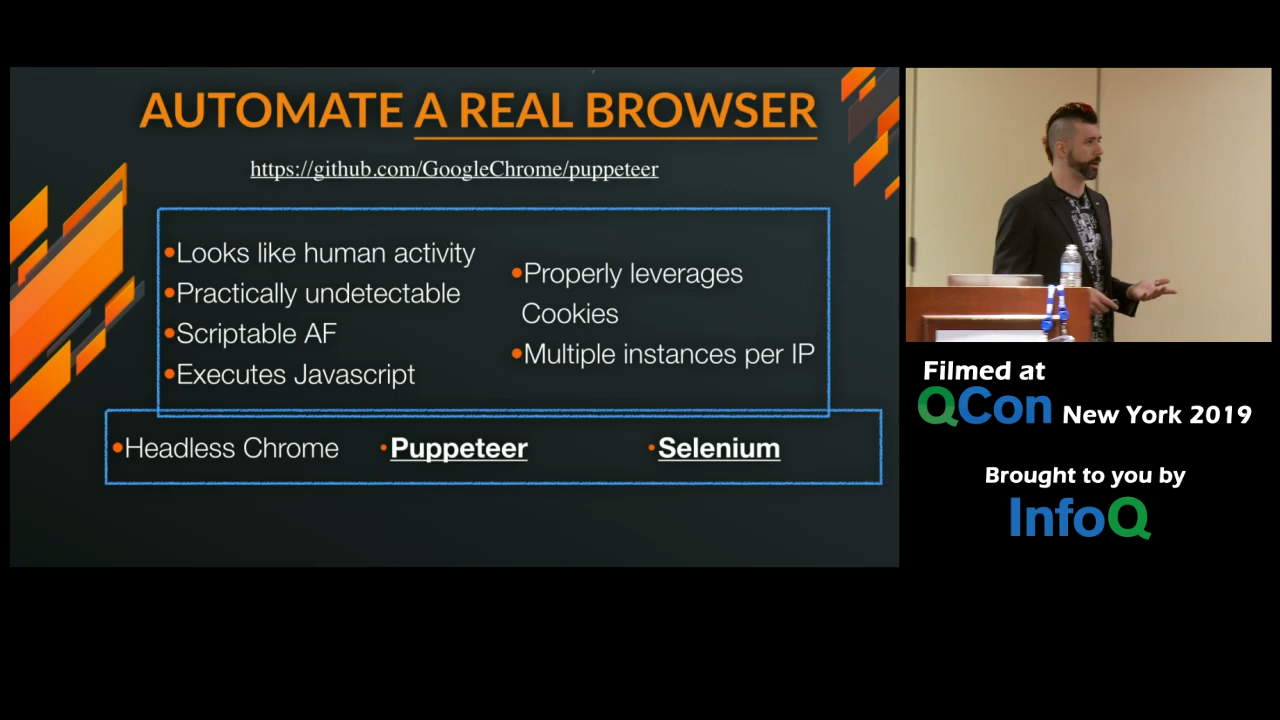 AUTOMATE A REAL BROWSER
https://github.com/GoogleChrome/puppeteer
•Looks like human activity
•Practically undetectable
•Scriptable AF
•Executes Javascript
•Properly leverages
Cookies
•Multiple instances per IP
•Headless Chrome
•Puppeteer
•Selenium
Filmed at
QCon New York 2019
Brought to you by
InfoQ